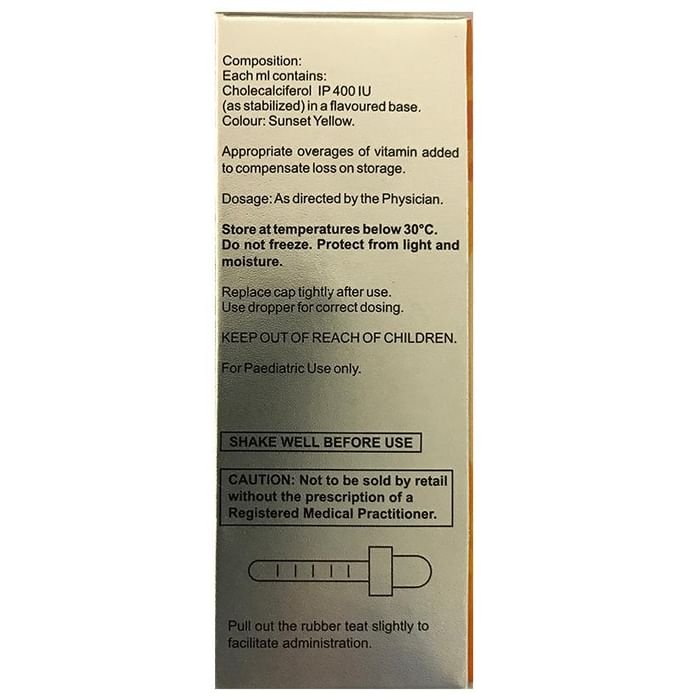 Composition:
Each ml contains:
Cholecalciferol IP 400 IU
(as stabilized) in a flavoured base.
Colour: Sunset Yellow.
Appropriate overages of vitamin added
to compensate loss on storage.
Dosage: As directed by the Physician.
Store at temperatures below 30°C.
Do not freeze. Protect from light and
moisture.
Replace cap tightly after use.
Use dropper for correct dosing.
KEEP OUT OF REACH OF CHILDREN.
For Paediatric Use only.
SHAKE WELL BEFORE USE
CAUTION: Not to be sold by retail
without the prescription of a
Registered Medical Practitioner.
Pull out the rubber teat slightly to
facilitate administration.